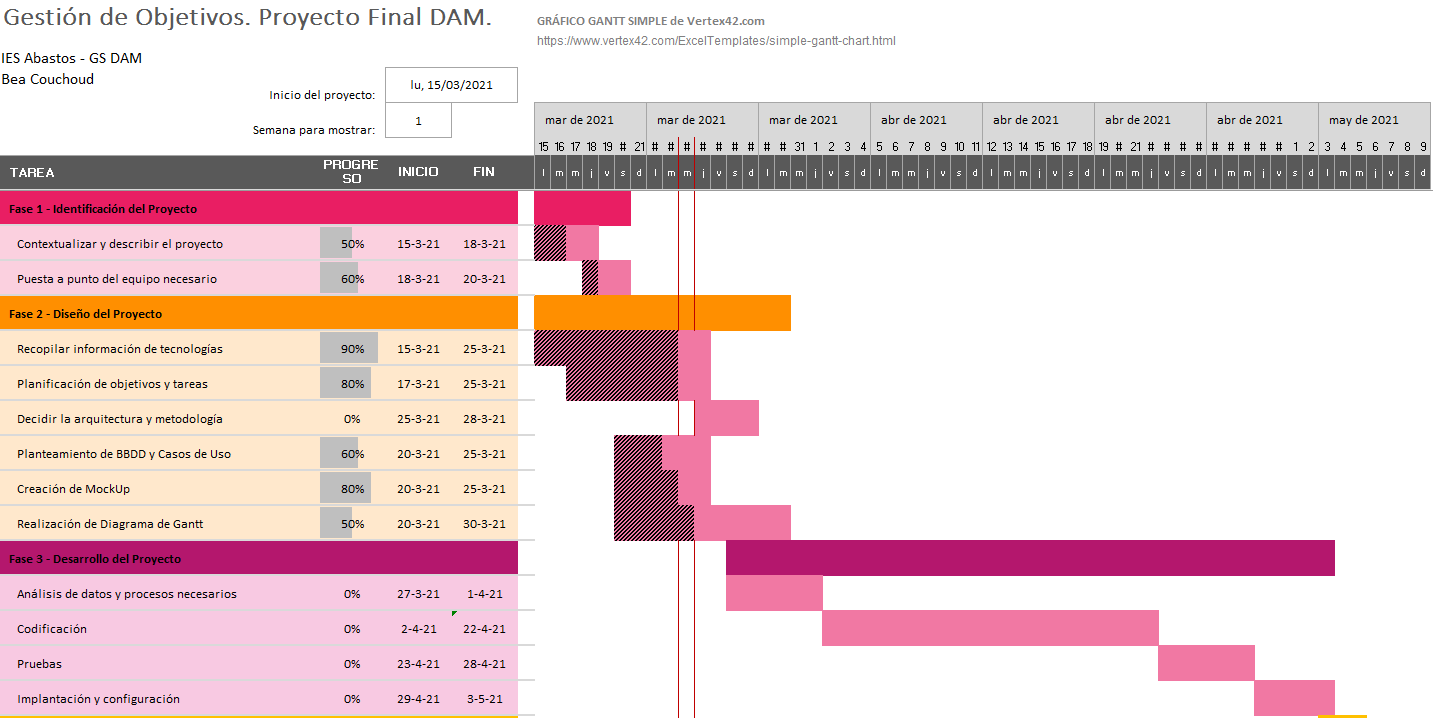 Gestión de Objetivos. Proyecto Final DAM.
GRÁFICO GANTT SIMPLE de Vertex42.com
https://www.vertex42.com/ExcelTemplates/simple-gantt-chart.html
IES Abastos - GS DAM
Bea Couchoud
Inicio del proyecto: lu, 15/03/2021
Semana para mostrar: 1
mar de 2021 mar de 2021 mar de 2021 abr de 2021 abr de 2021 abr de 2021 abr de 2021 may de 2021
15 16 17 18 19 # 21 # # # # # # # # # 31 1 2 3 4 5 6 7 8 9 10 11 12 13 14 15 16 17 18 19 # 21 # # # # # # # # # 1 2 3 4 5 6 7 8 9
TAREA PROGRE
SO INICIO FIN l m m j v s d l m m j v s d l m m j v s d l m m j v s d l m m j v s d l m m j v s d l m m j v s d l m m j v s d
Fase 1 - Identificación del Proyecto
Contextualizar y describir el proyecto 50% 15-3-21 18-3-21
Puesta a punto del equipo necesario 60% 18-3-21 20-3-21
Fase 2 - Diseño del Proyecto
Recopilar información de tecnologías 90% 15-3-21 25-3-21
Planificación de objetivos y tareas 80% 17-3-21 25-3-21
Decidir la arquitectura y metodología 0% 25-3-21 28-3-21
Planteamiento de BBDD y Casos de Uso 60% 20-3-21 25-3-21
Creación de MockUp 80% 20-3-21 25-3-21
Realización de Diagrama de Gantt 50% 20-3-21 30-3-21
Fase 3 - Desarrollo del Proyecto
Análisis de datos y procesos necesarios 0% 27-3-21 1-4-21
Codificación 0% 2-4-21 22-4-21
Pruebas 0% 23-4-21 28-4-21
Implantación y configuración 0% 29-4-21 3-5-21